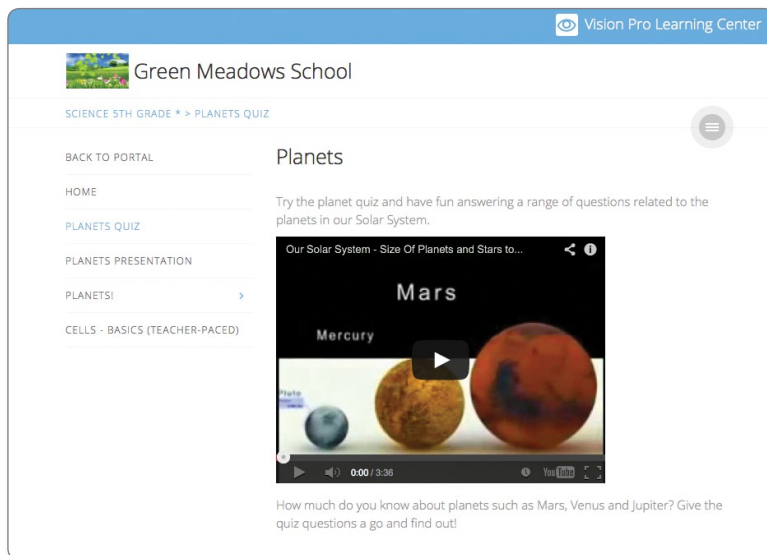 Vision Pro Learning Center
Green Meadows School
SCIENCE 5TH GRADE * > PLANETS QUIZ
BACK TO PORTAL
HOME
PLANETS QUIZ
PLANETS PRESENTATION
PLANETS!
CELLS - BASICS (TEACHER-PACED)
Planets
Try the planet quiz and have fun answering a range of questions related to the
planets in our Solar System.
Our Solar System - Size Of Planets and Stars to...
Mars
Mercury
Pluto
0:00 / 3:36
YouTube
How much do you know about planets such as Mars, Venus and Jupiter? Give the
quiz questions a go and find out!